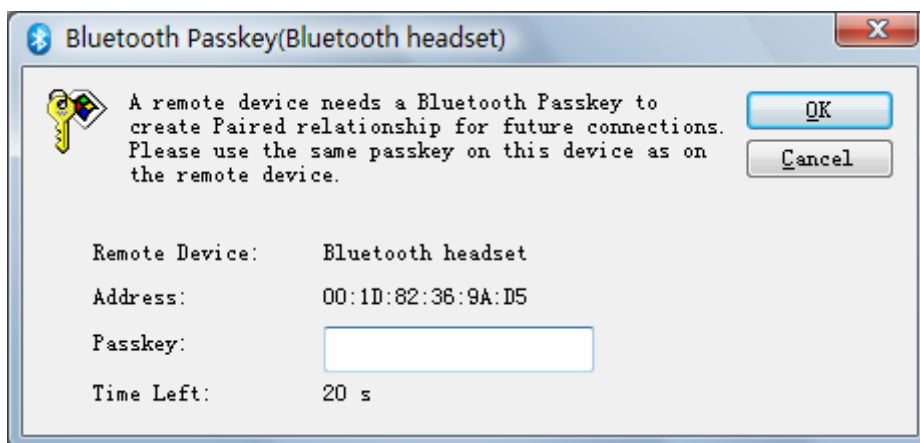 Bluetooth Passkey(Bluetooth headset)
A remote device needs a Bluetooth Passkey to
create Paired relationship for future connections.
Please use the same passkey on this device as on
the remote device.
OK
Cancel
Remote Device: Bluetooth headset
Address: 00:1D:82:36:9A:D5
Passkey:
Time Left: 20 s